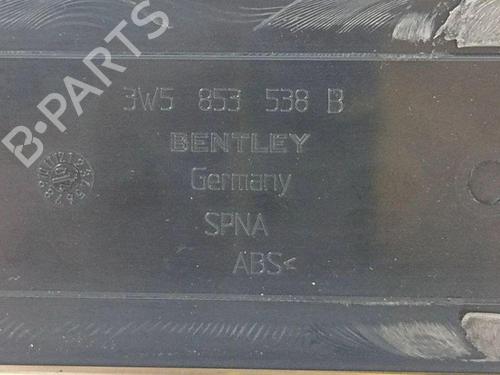 B-PARTS
3W5 853 538 B
BENTLEY
Germany
SPNA
ABS<